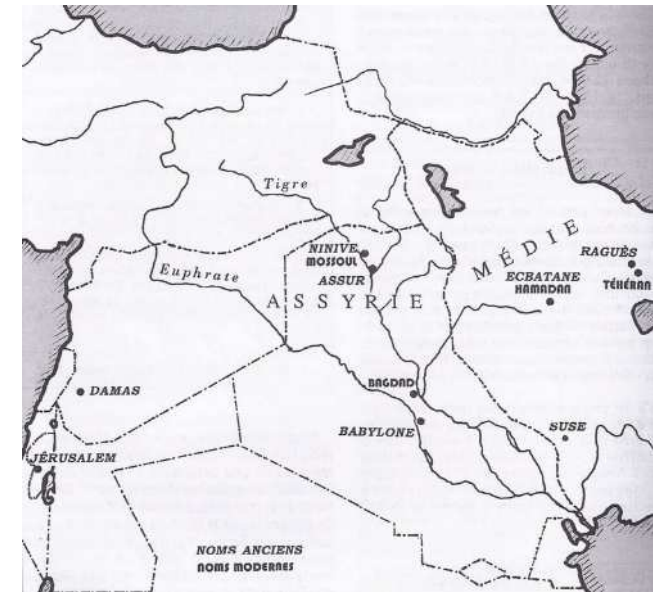 Tigre
NINIVE
MOSSOUL
ASSUR
Euphrate
ASSYRIE
MÉDIE
RAGUÈS
TÉHÉRAN
ECBATANE
HAMADAN
DAMAS
BAGDAD
BABYLONE
SUSE
JÉRUSALEM
NOMS ANCIENS
NOMS MODERNES